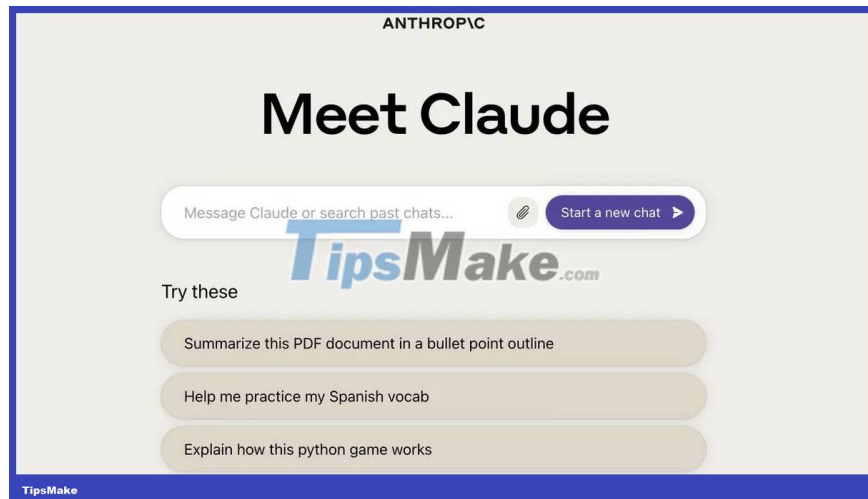 ANTHROP\C
Meet Claude
Message Claude or search past chats...
Start a new chat
TipsMake.com
Try these
Summarize this PDF document in a bullet point outline
Help me practice my Spanish vocab
Explain how this python game works
TipsMake